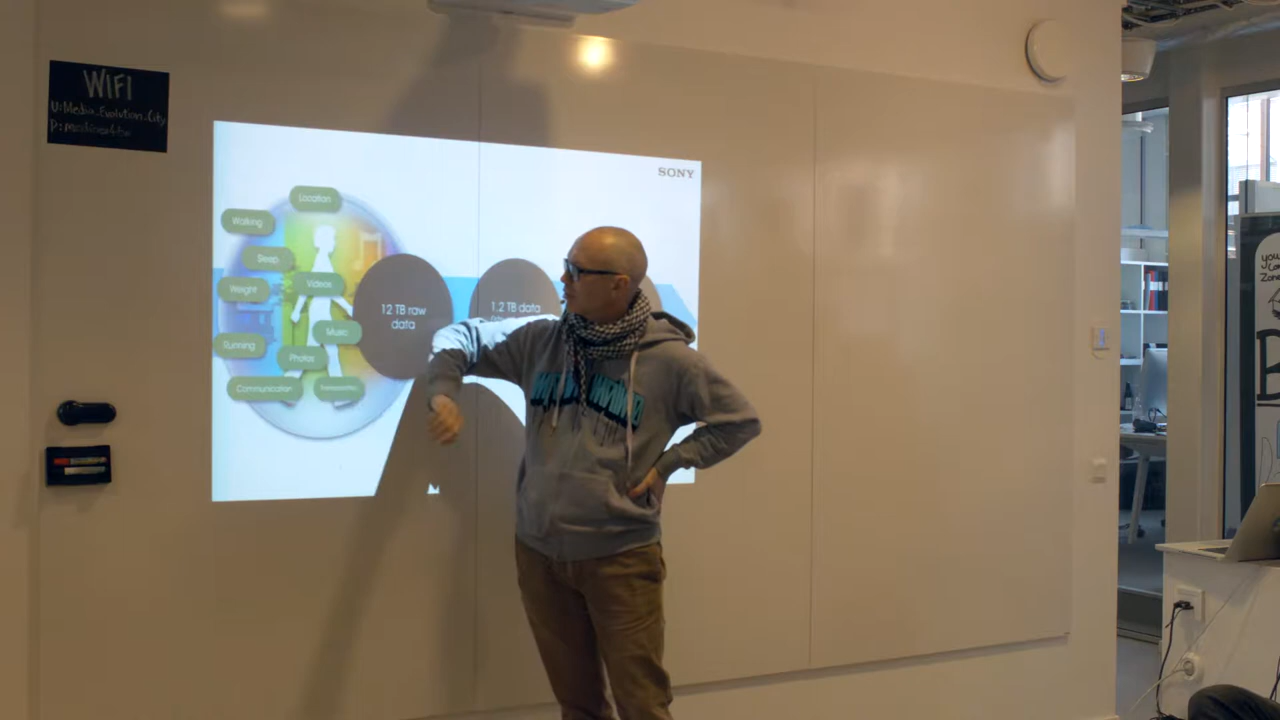 WIFI
U: Media_Evolution_City
SONY
Location
Walking
Sleep
Videos
Weight
12 TB raw
data
1.2 TB data
Music
Running
Photos
Communication